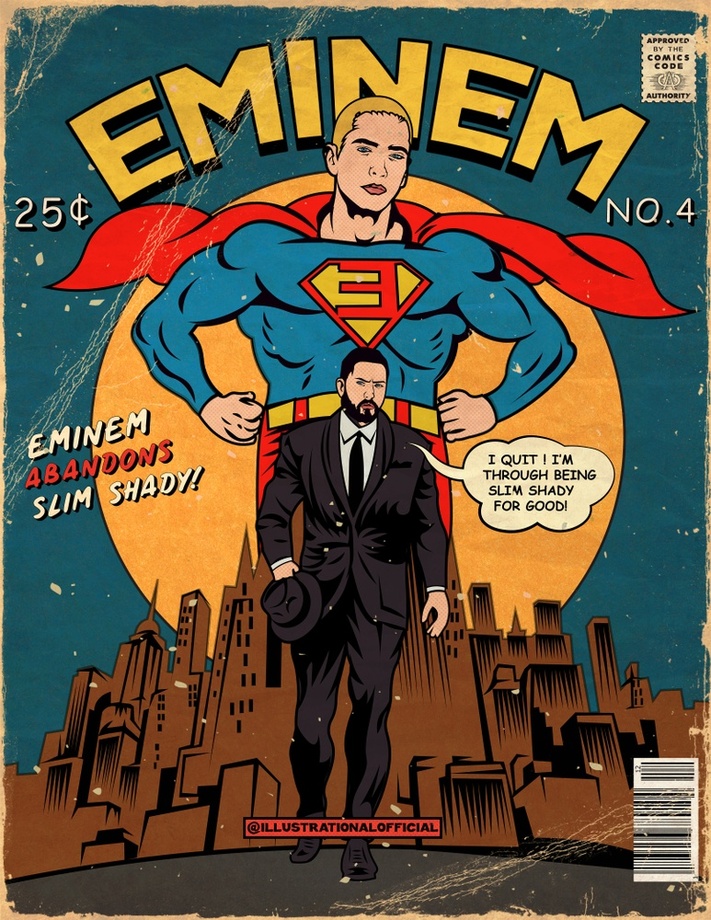 EMINEM
APPROVED
BY THE
COMICS
CODE
CA
AUTHORITY
25¢
NO.4
E
EMINEM
ABANDONS
SLIM SHADY!
I QUIT ! I'M
THROUGH BEING
SLIM SHADY
FOR GOOD!
@ILLUSTRATIONALOFFICIAL